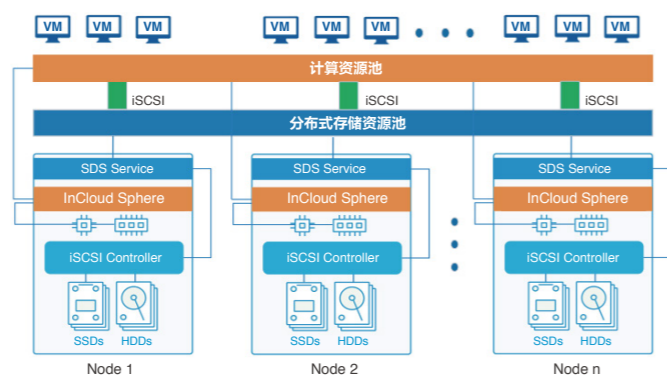 VM VM VM VM VM VM VM VM VM
计算资源池
iSCSI iSCSI iSCSI
分布式存储资源池
SDS Service SDS Service SDS Service
InCloud Sphere InCloud Sphere InCloud Sphere
iSCSI Controller iSCSI Controller iSCSI Controller
SSDs HDDs SSDs HDDs SSDs HDDs
Node 1 Node 2 Node n